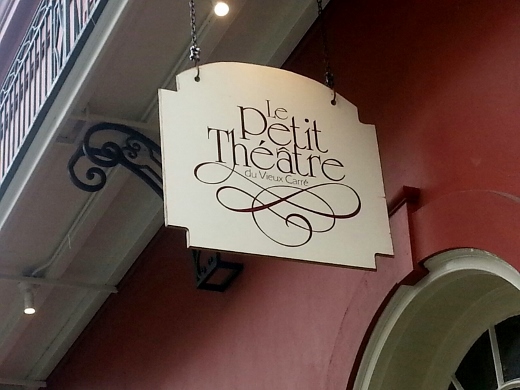 Le
Petit
Théâtre
du Vieux Carré